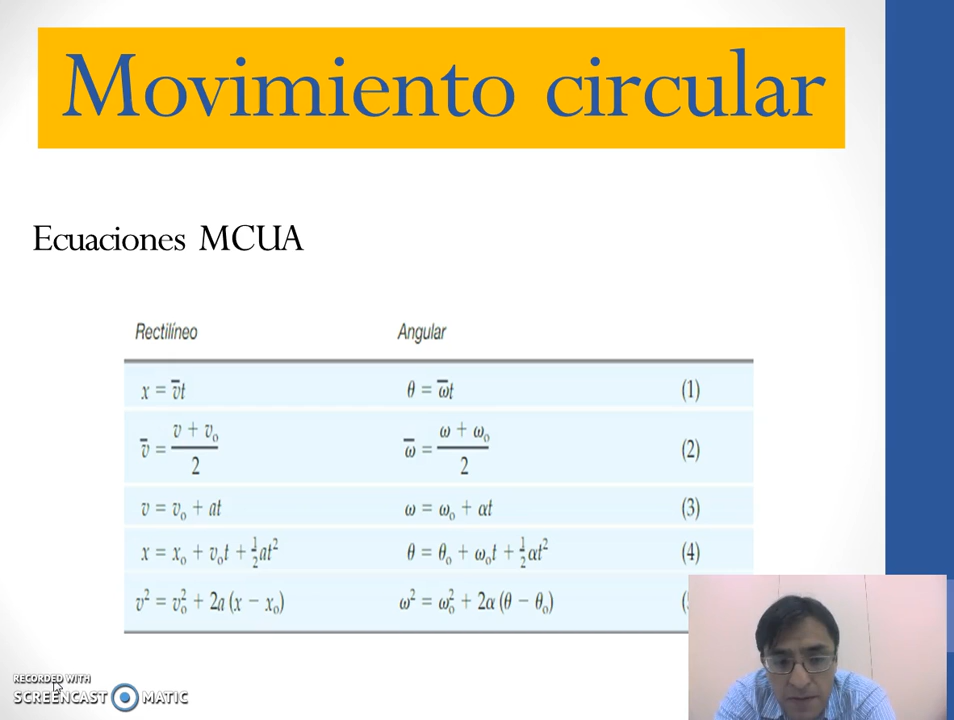 Movimiento circular
Ecuaciones MCUA
Rectilíneo Angular
x = v̅t θ = ω̅t (1)
v̅ = (v + v₀)/2 ω̅ = (ω + ω₀)/2 (2)
v = v₀ + at ω = ω₀ + αt (3)
x = x₀ + v₀t + ½at² θ = θ₀ + ω₀t + ½αt² (4)
v² = v₀² + 2a (x − x₀) ω² = ω₀² + 2α (θ − θ₀)
RECORDED WITH
SCREENCAST MATIC